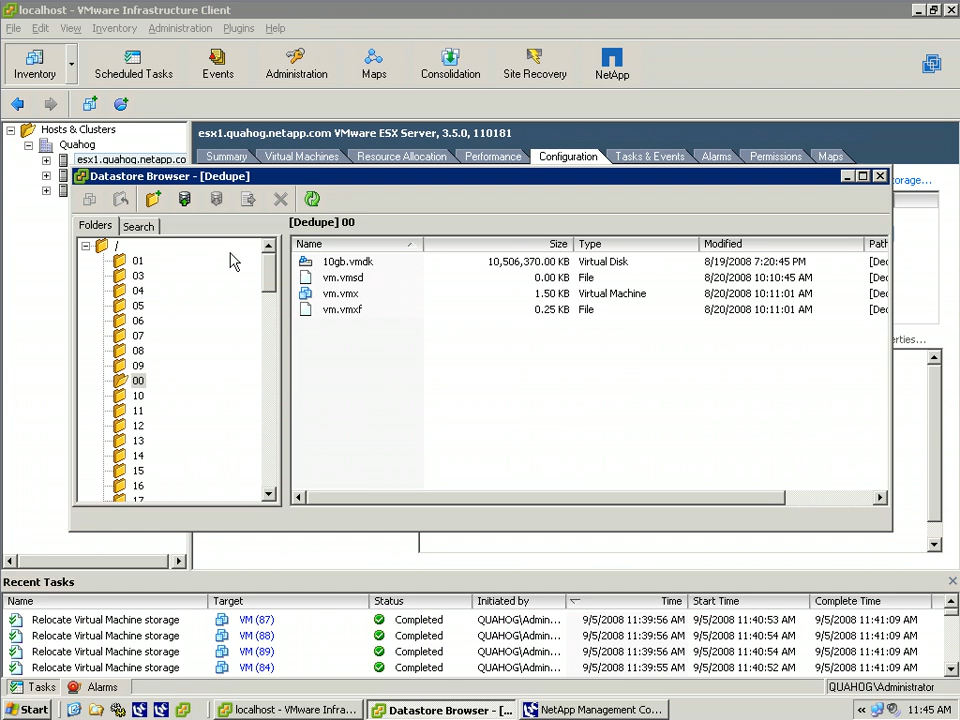 localhost - VMware Infrastructure Client
File Edit View Inventory Administration Plugins Help
Inventory Scheduled Tasks Events Administration Maps Consolidation Site Recovery NetApp
Hosts & Clusters
Quahog
esx1.quahog.netapp.co
esx1.quahog.netapp.com VMware ESX Server, 3.5.0, 110181
Summary Virtual Machines Resource Allocation Performance Configuration Tasks & Events Alarms Permissions Maps
orage...
Datastore Browser - [Dedupe]
Folders Search
[Dedupe] 00
Name Size Type Modified Path
/
01
03
04
05
06
07
08
09
00
10
11
12
13
14
15
16
17
10gb.vmdk 10,506,370.00 KB Virtual Disk 8/19/2008 7:20:45 PM [Dec
vm.vmsd 0.00 KB File 8/20/2008 10:10:45 AM [Dec
vm.vmx 1.50 KB Virtual Machine 8/20/2008 10:11:01 AM [Dec
vm.vmxf 0.25 KB File 8/20/2008 10:11:01 AM [Dec
erties...
Recent Tasks
Name Target Status Completed Initiated by Time Start Time Complete Time
Relocate Virtual Machine storage VM (87) Completed QUAHOG\Admin... 9/5/2008 11:39:56 AM 9/5/2008 11:40:53 AM 9/5/2008 11:41:09 AM
Relocate Virtual Machine storage VM (88) Completed QUAHOG\Admin... 9/5/2008 11:39:56 AM 9/5/2008 11:40:54 AM 9/5/2008 11:41:09 AM
Relocate Virtual Machine storage VM (89) Completed QUAHOG\Admin... 9/5/2008 11:39:56 AM 9/5/2008 11:40:54 AM 9/5/2008 11:41:09 AM
Relocate Virtual Machine storage VM (84) Completed QUAHOG\Admin... 9/5/2008 11:39:55 AM 9/5/2008 11:40:52 AM 9/5/2008 11:41:09 AM
Tasks Alarms QUAHOG\Administrator
Start localhost - VMware Infra... Datastore Browser - [... NetApp Management Co... « 11:45 AM